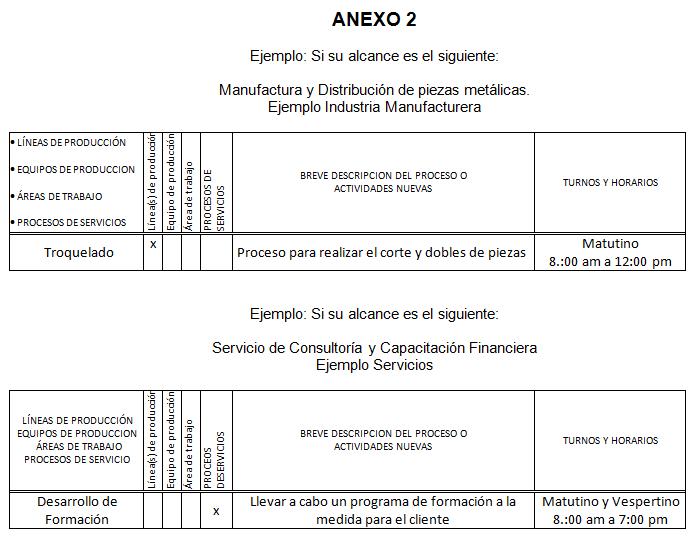 ANEXO 2
Ejemplo: Si su alcance es el siguiente:
Manufactura y Distribución de piezas metálicas.
Ejemplo Industria Manufacturera
• LÍNEAS DE PRODUCCIÓN
• EQUIPOS DE PRODUCCION
• ÁREAS DE TRABAJO
• PROCESOS DE SERVICIOS
Línea(s) de producción
Equipo de producción
Área de trabajo
PROCESOS DE
SERVICIOS
BREVE DESCRIPCION DEL PROCESO O
ACTIVIDADES NUEVAS
TURNOS Y HORARIOS
Troquelado
x
Proceso para realizar el corte y dobles de piezas
Matutino
8.:00 am a 12:00 pm
Ejemplo: Si su alcance es el siguiente:
Servicio de Consultoría y Capacitación Financiera
Ejemplo Servicios
LÍNEAS DE PRODUCCIÓN
EQUIPOS DE PRODUCCION
ÁREAS DE TRABAJO
PROCESOS DE SERVICIO
Línea(s) de producción
Equipo de producción
Área de trabajo
PROCEOS
DESERVICIOS
BREVE DESCRIPCION DEL PROCESO O
ACTIVIDADES NUEVAS
TURNOS Y HORARIOS
Desarrollo de
Formación
x
Llevar a cabo un programa de formación a la
medida para el cliente
Matutino y Vespertino
8.:00 am a 7:00 pm